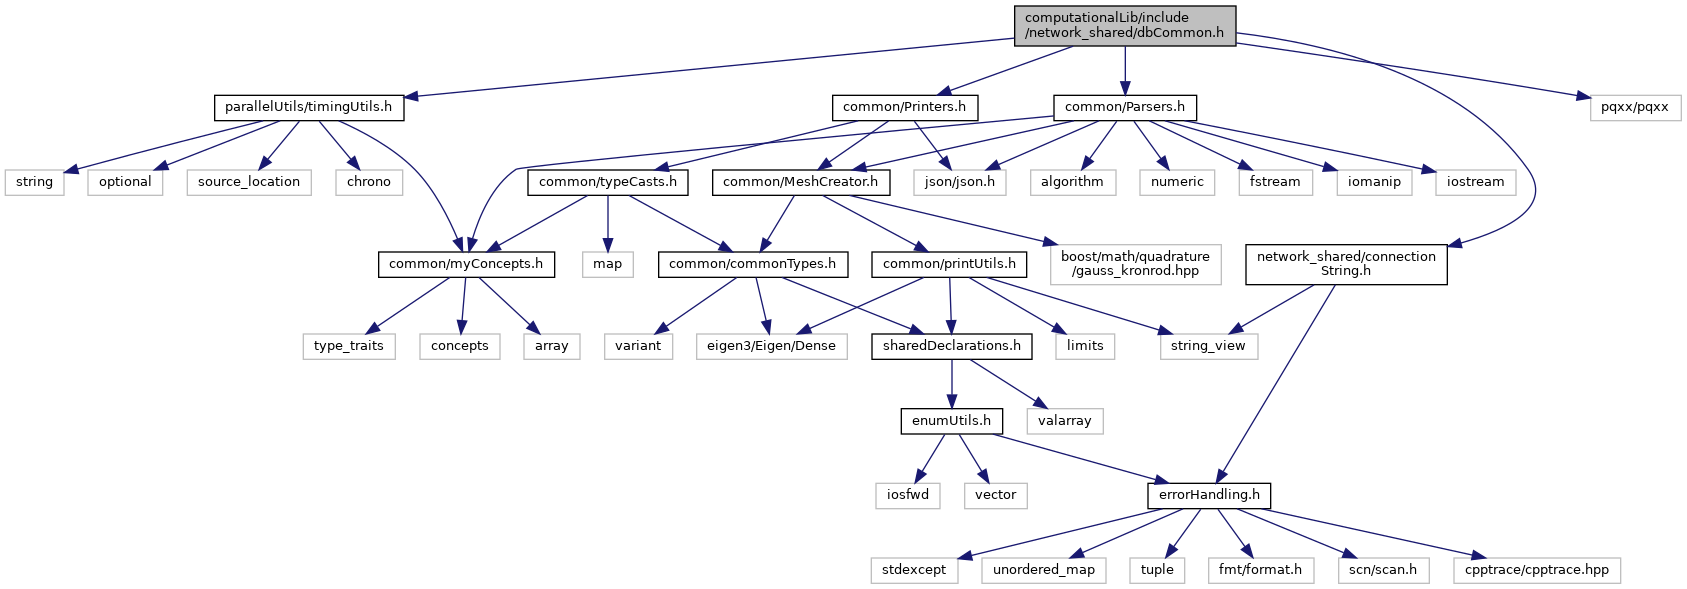 computationalLib/include
/network_shared/dbCommon.h
parallelUtils/timingUtils.h
common/Printers.h
common/Parsers.h
pqxx/pqxx
string
optional
source_location
chrono
common/typeCasts.h
common/MeshCreator.h
json/json.h
algorithm
numeric
fstream
iomanip
iostream
common/myConcepts.h
map
common/commonTypes.h
common/printUtils.h
boost/math/quadrature
/gauss_kronrod.hpp
network_shared/connection
String.h
type_traits
concepts
array
variant
eigen3/Eigen/Dense
sharedDeclarations.h
limits
string_view
enumUtils.h
valarray
iosfwd
vector
errorHandling.h
stdexcept
unordered_map
tuple
fmt/format.h
scn/scan.h
cpptrace/cpptrace.hpp